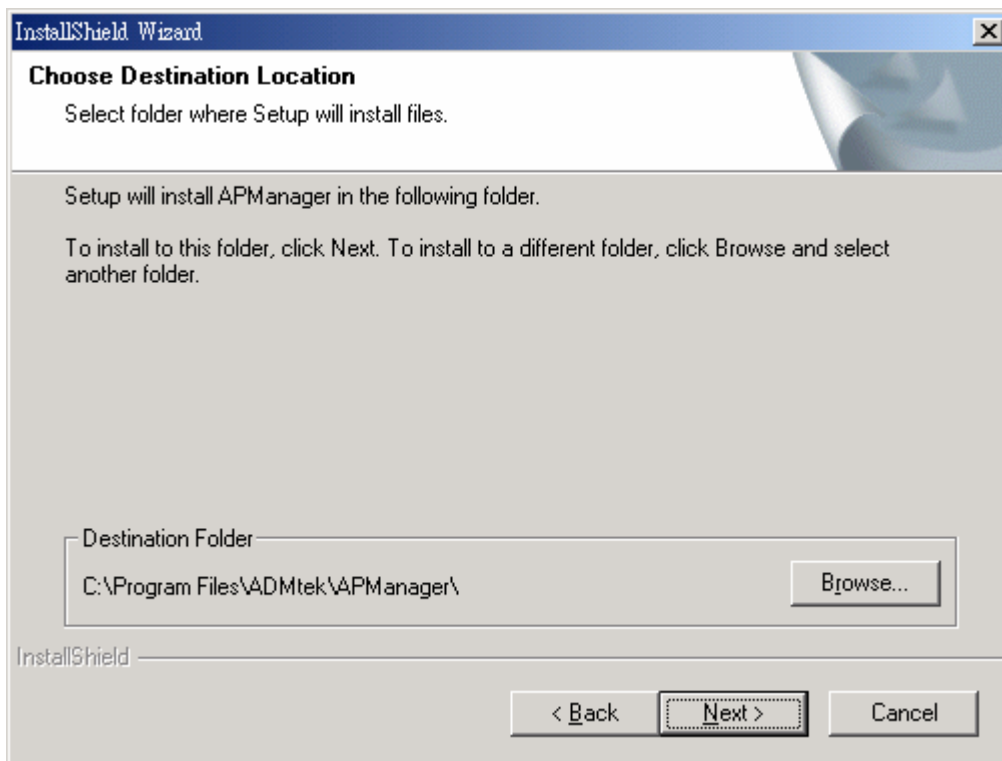 InstallShield Wizard
Choose Destination Location
Select folder where Setup will install files.
Setup will install APManager in the following folder.
To install to this folder, click Next. To install to a different folder, click Browse and select
another folder.
Destination Folder
C:\Program Files\ADMtek\APManager\
Browse...
InstallShield
< Back
Next >
Cancel